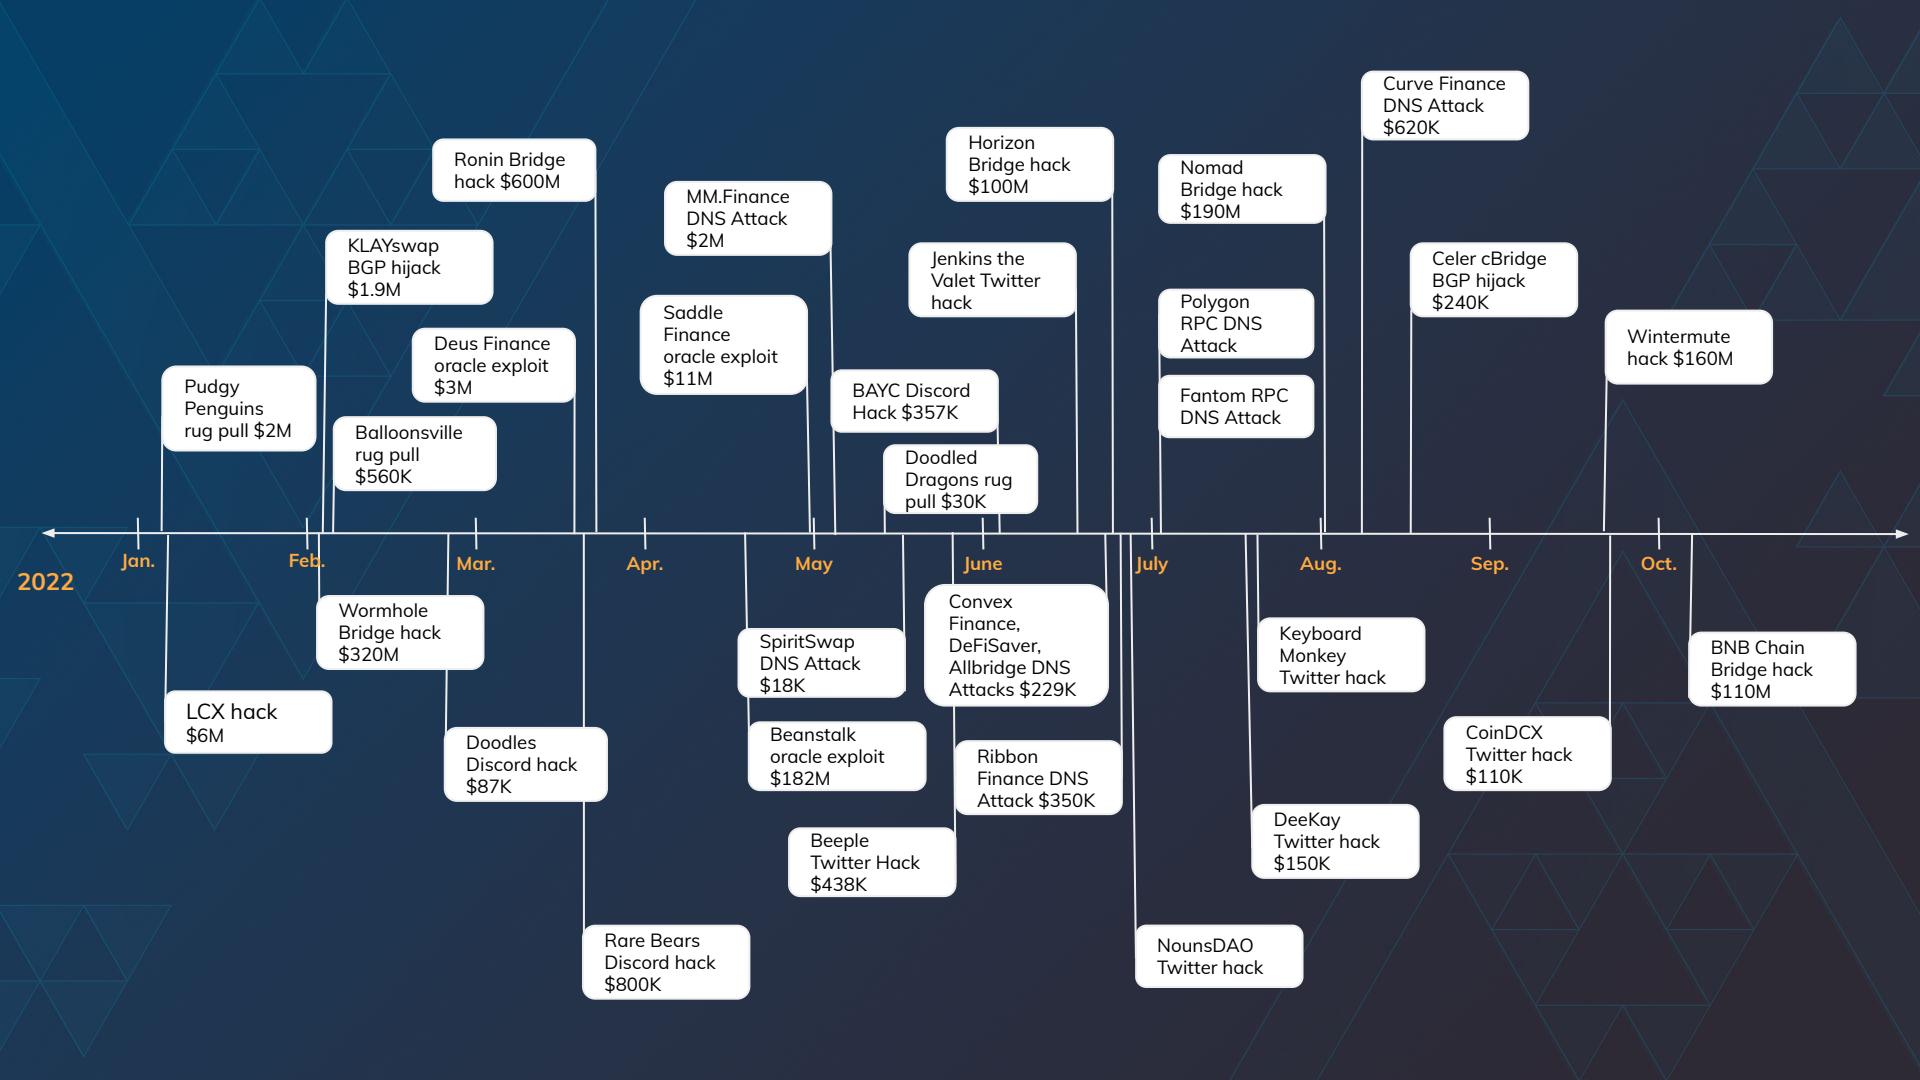 Curve Finance
DNS Attack
$620K
Ronin Bridge
hack $600M
Horizon
Bridge hack
$100M
Nomad
Bridge hack
$190M
MM.Finance
DNS Attack
$2M
KLAYswap
BGP hijack
$1.9M
Jenkins the
Valet Twitter
hack
Celer cBridge
BGP hijack
$240K
Saddle
Finance
oracle exploit
$11M
Polygon
RPC DNS
Attack
Wintermute
hack $160M
Deus Finance
oracle exploit
$3M
Pudgy
Penguins
rug pull $2M
BAYC Discord
Hack $357K
Fantom RPC
DNS Attack
Balloonsville
rug pull
$560K
Doodled
Dragons rug
pull $30K
2022
Jan.
Feb.
Mar.
Apr.
May
June
July
Aug.
Sep.
Oct.
Wormhole
Bridge hack
$320M
Convex
Finance,
DeFiSaver,
Allbridge DNS
Attacks $229K
SpiritSwap
DNS Attack
$18K
Keyboard
Monkey
Twitter hack
BNB Chain
Bridge hack
$110M
LCX hack
$6M
Doodles
Discord hack
$87K
Beanstalk
oracle exploit
$182M
Ribbon
Finance DNS
Attack $350K
CoinDCX
Twitter hack
$110K
Beeple
Twitter Hack
$438K
DeeKay
Twitter hack
$150K
Rare Bears
Discord hack
$800K
NounsDAO
Twitter hack